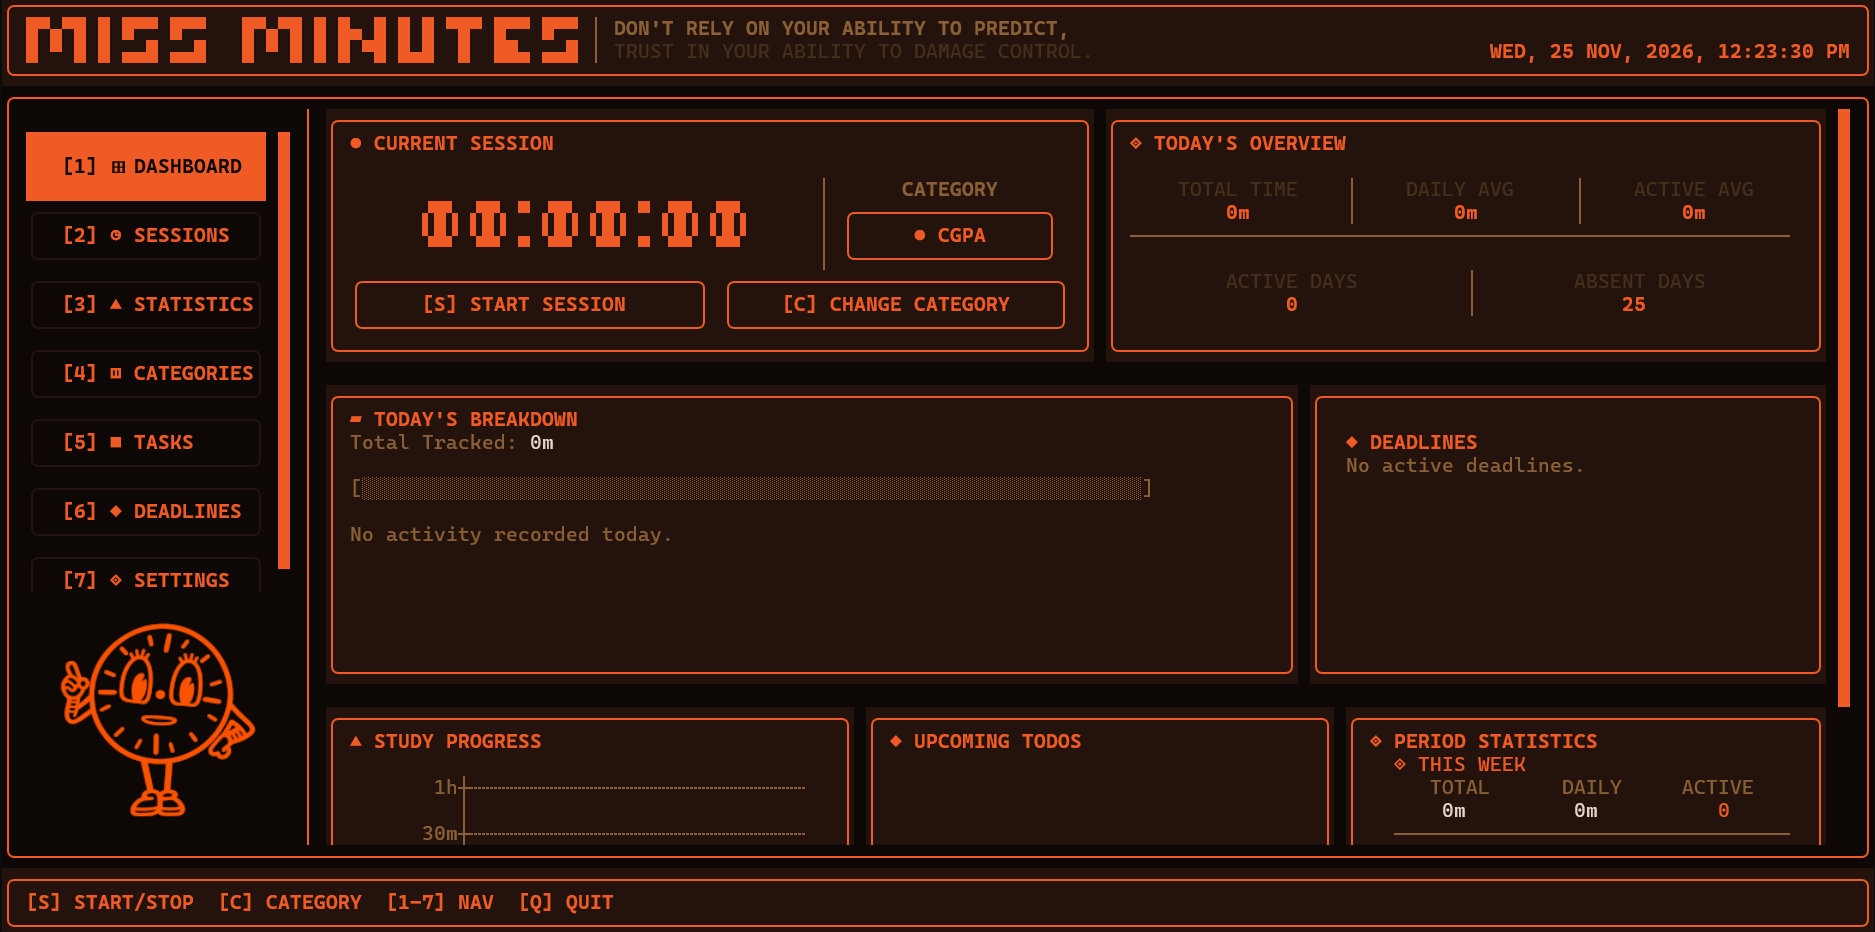 MISS MINUTES
DON'T RELY ON YOUR ABILITY TO PREDICT,
TRUST IN YOUR ABILITY TO DAMAGE CONTROL.
WED, 25 NOV, 2026, 12:23:30 PM
[1] DASHBOARD
[2] SESSIONS
[3] ▲ STATISTICS
[4] CATEGORIES
[5] ■ TASKS
[6] ◆ DEADLINES
[7] ◈ SETTINGS
● CURRENT SESSION
00:00:00
CATEGORY
● CGPA
[S] START SESSION
[C] CHANGE CATEGORY
◈ TODAY'S OVERVIEW
TOTAL TIME
0m
DAILY AVG
0m
ACTIVE AVG
0m
ACTIVE DAYS
0
ABSENT DAYS
25
▰ TODAY'S BREAKDOWN
Total Tracked: 0m
[ ]
No activity recorded today.
◆ DEADLINES
No active deadlines.
▲ STUDY PROGRESS
1h
30m
◆ UPCOMING TODOS
◈ PERIOD STATISTICS
◈ THIS WEEK
TOTAL DAILY ACTIVE
0m 0m 0
[S] START/STOP [C] CATEGORY [1-7] NAV [Q] QUIT